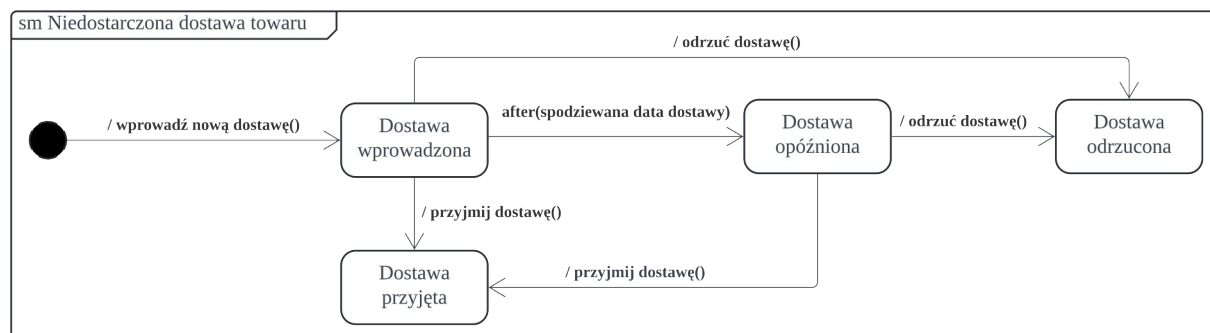 sm Niedostarczona dostawa towaru
/ odrzuć dostawę()
/ wprowadź nową dostawę()
Dostawa
wprowadzona
after(spodziewana data dostawy)
Dostawa
opóźniona
/ odrzuć dostawę()
Dostawa
odrzucona
/ przyjmij dostawę()
Dostawa
przyjęta
/ przyjmij dostawę()